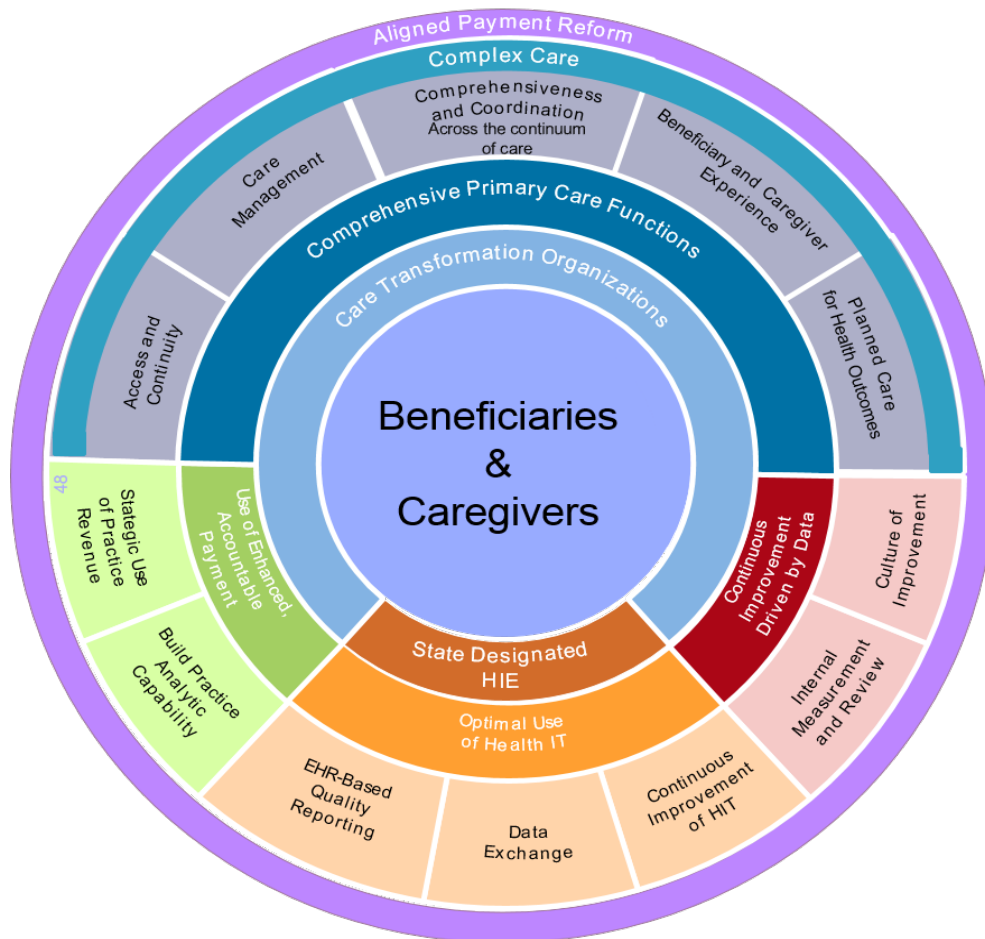 Aligned Payment Reform
Complex Care
Comprehensiveness
and Coordination
Across the continuum
of care
Care
Management
Beneficiary and Caregiver
Experience
Access and
Continuity
Planned Care
for Health Outcomes
Comprehensive Primary Care Functions
Care Transformation Organizations
Beneficiaries
&
Caregivers
48
Stategic Use
of Practice
Revenue
Use of Enhanced,
Accountable
Payment
Build Practice
Analytic
Capability
State Designated
HIE
Optimal Use
of Health IT
EHR-Based
Quality
Reporting
Data
Exchange
Continuous
Improvement
of HIT
Continuous
Improvement
Driven by Data
Culture of
Improvement
Internal
Measurement
and Review